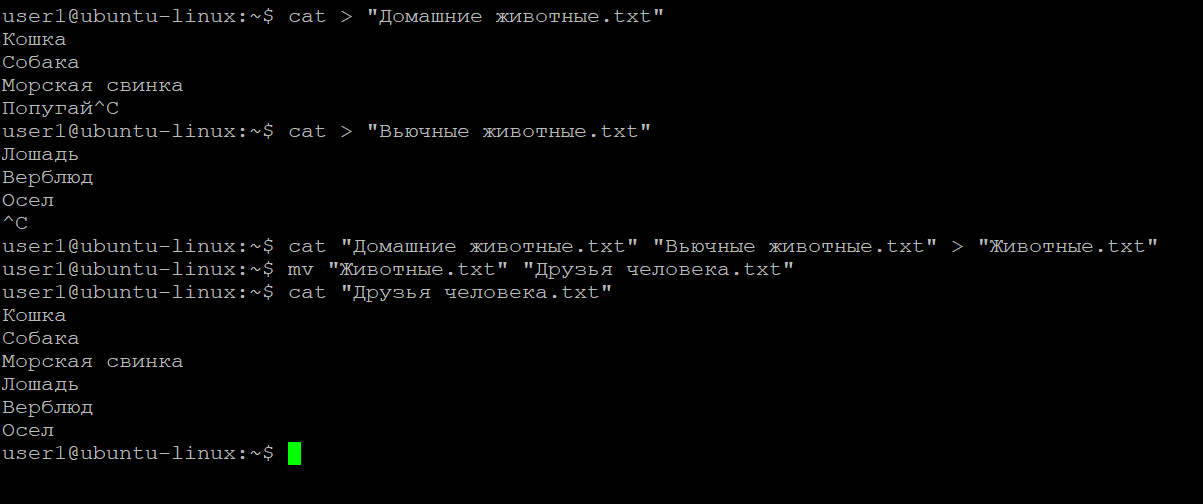 user1@ubuntu-linux:~$ cat > "Домашние животные.txt"
Кошка
Собака
Морская свинка
Попугай^C
user1@ubuntu-linux:~$ cat > "Вьючные животные.txt"
Лошадь
Верблюд
Осел
^C
user1@ubuntu-linux:~$ cat "Домашние животные.txt" "Вьючные животные.txt" > "Животные.txt"
user1@ubuntu-linux:~$ mv "Животные.txt" "Друзья человека.txt"
user1@ubuntu-linux:~$ cat "Друзья человека.txt"
Кошка
Собака
Морская свинка
Лошадь
Верблюд
Осел
user1@ubuntu-linux:~$